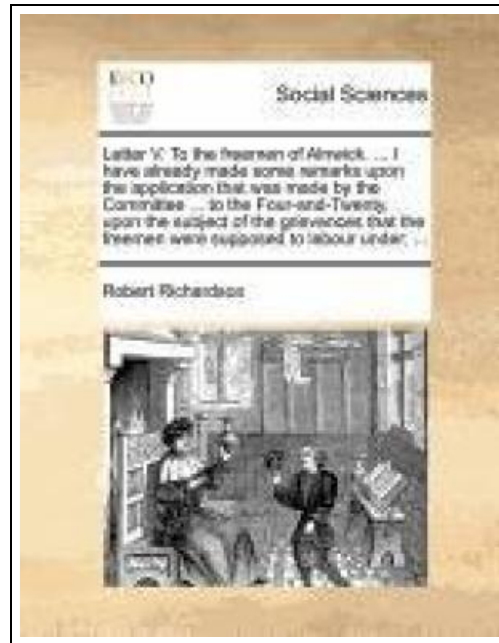 ECCO
Social Sciences
Letter V. To the freemen of Alnwick. ... I
have already made some remarks upon
the application that was made by the
Committee ... to the Four-and-Twenty,
upon the subject of the grievances that the
freemen were supposed to labour under; ...
Robert Richardson